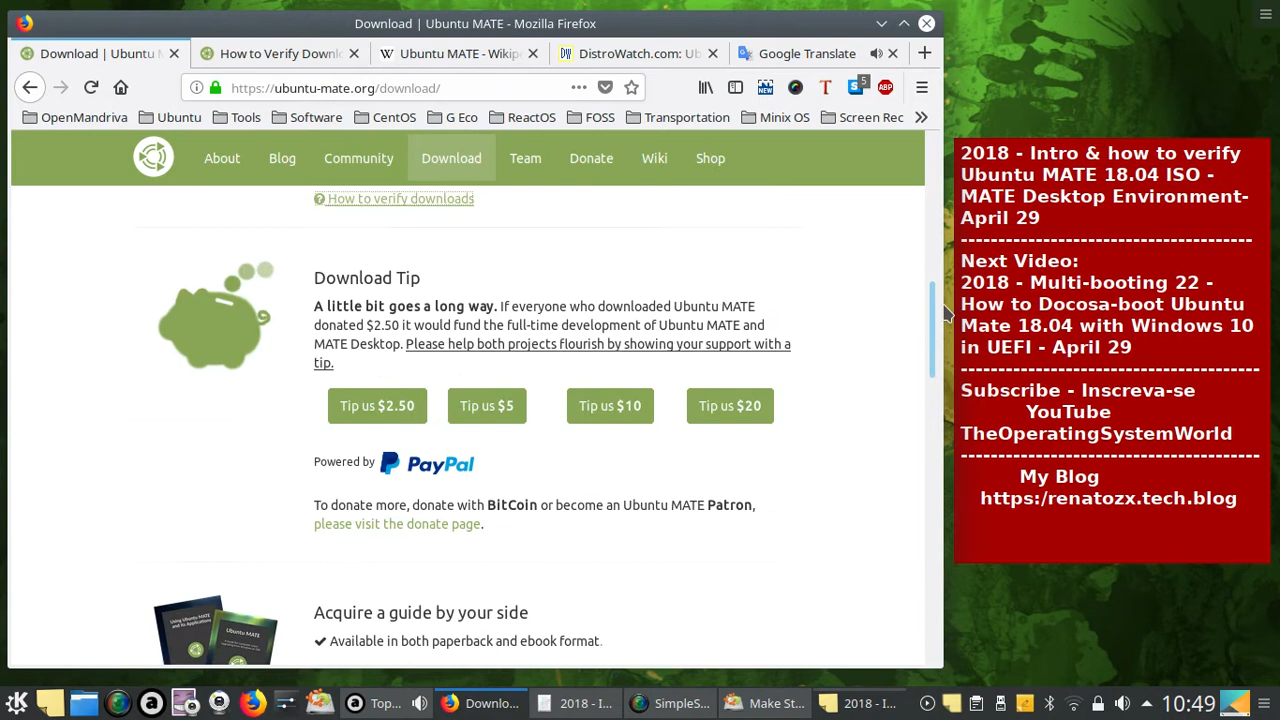 Download | Ubuntu MATE - Mozilla Firefox
Download | Ubuntu M
How to Verify Downl
Ubuntu MATE - Wikip
DistroWatch.com: Ub
Google Translate
https://ubuntu-mate.org/download/
5
ABP
OpenMandriva
Ubuntu
Tools
Software
CentOS
G Eco
ReactOS
FOSS
Transportation
Minix OS
Screen Rec
About
Blog
Community
Download
Team
Donate
Wiki
Shop
How to verify downloads
Download Tip
A little bit goes a long way. If everyone who downloaded Ubuntu MATE
donated $2.50 it would fund the full-time development of Ubuntu MATE and
MATE Desktop. Please help both projects flourish by showing your support with a
tip.
Tip us $2.50
Tip us $5
Tip us $10
Tip us $20
Powered by PayPal
To donate more, donate with BitCoin or become an Ubuntu MATE Patron,
please visit the donate page.
Acquire a guide by your side
Available in both paperback and ebook format.
Ubuntu MATE
2018 - Intro & how to verify
Ubuntu MATE 18.04 ISO -
MATE Desktop Environment-
April 29
---------------------------------------
Next Video:
2018 - Multi-booting 22 -
How to Docosa-boot Ubuntu
Mate 18.04 with Windows 10
in UEFI - April 29
----------------------------------------
Subscribe - Inscreva-se
YouTube
TheOperatingSystemWorld
----------------------------------------
My Blog
https:/renatozx.tech.blog
Top...
Downlo...
2018 - I...
SimpleS...
Make St...
2018 - I...
10:49